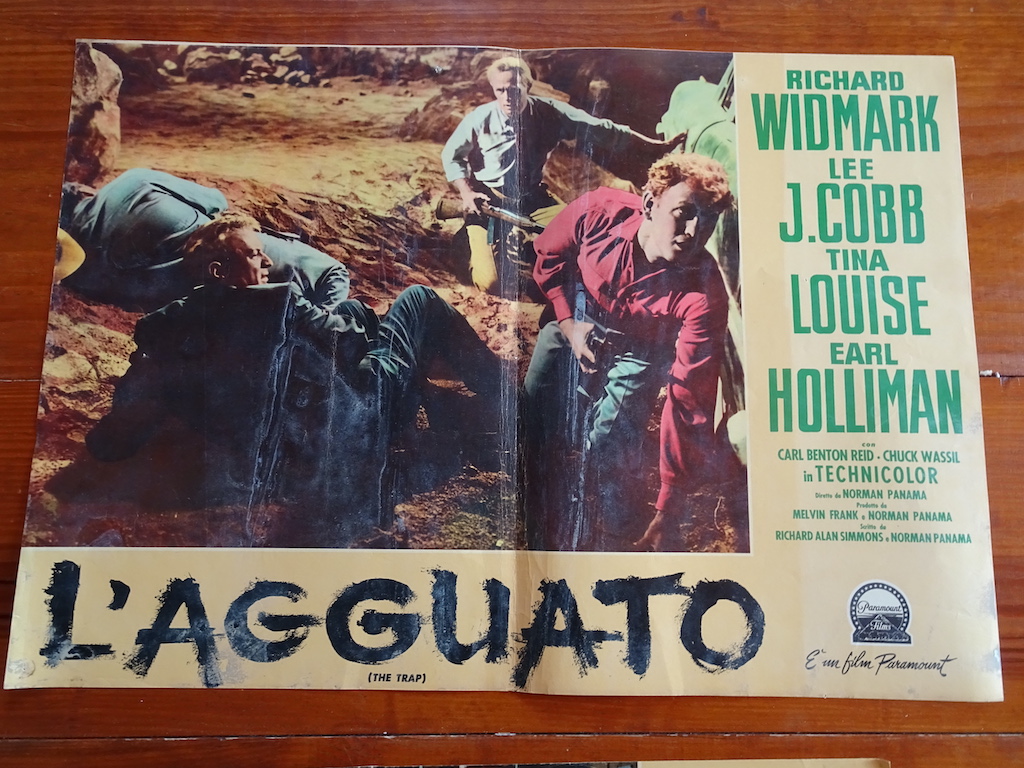 RICHARD
WIDMARK
LEE
J.COBB
TINA
LOUISE
EARL
HOLLIMAN
con
CARL BENTON REID · CHUCK WASSIL
in TECHNICOLOR
Diretto da NORMAN PANAMA
Prodotto da
MELVIN FRANK e NORMAN PANAMA
Scritto da
RICHARD ALAN SIMMONS e NORMAN PANAMA
L'AGGUATO
(THE TRAP)
Paramount
Films
E' un film Paramount